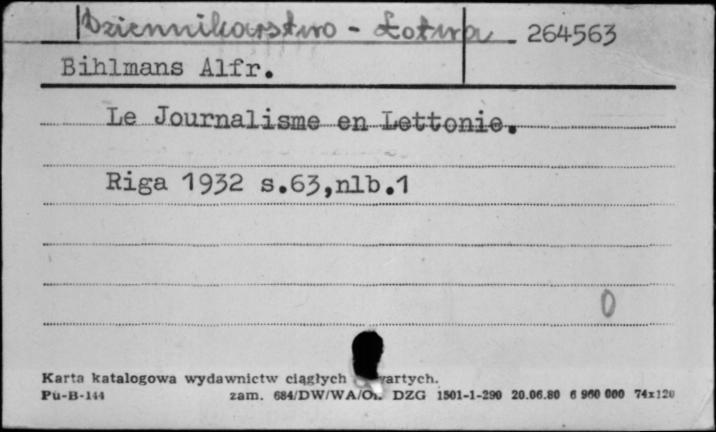 Dziennikarstwo - Łotwa 264563
Bihlmans Alfr.
Le Journalisme en Lettonie.
Riga 1932 s.63,nlb.1
0
Karta katalogowa wydawnictw ciągłych
Pu-B-144 zam. 684/DW/WA/ DZG 1501-1-290 20.06.80 6 960 000 74x120